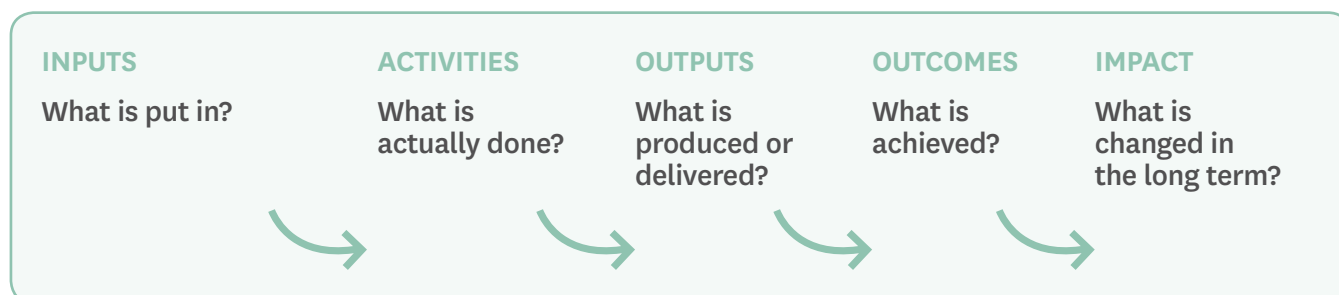 INPUTS
What is put in?
ACTIVITIES
What is
actually done?
OUTPUTS
What is
produced or
delivered?
OUTCOMES
What is
achieved?
IMPACT
What is
changed in
the long term?